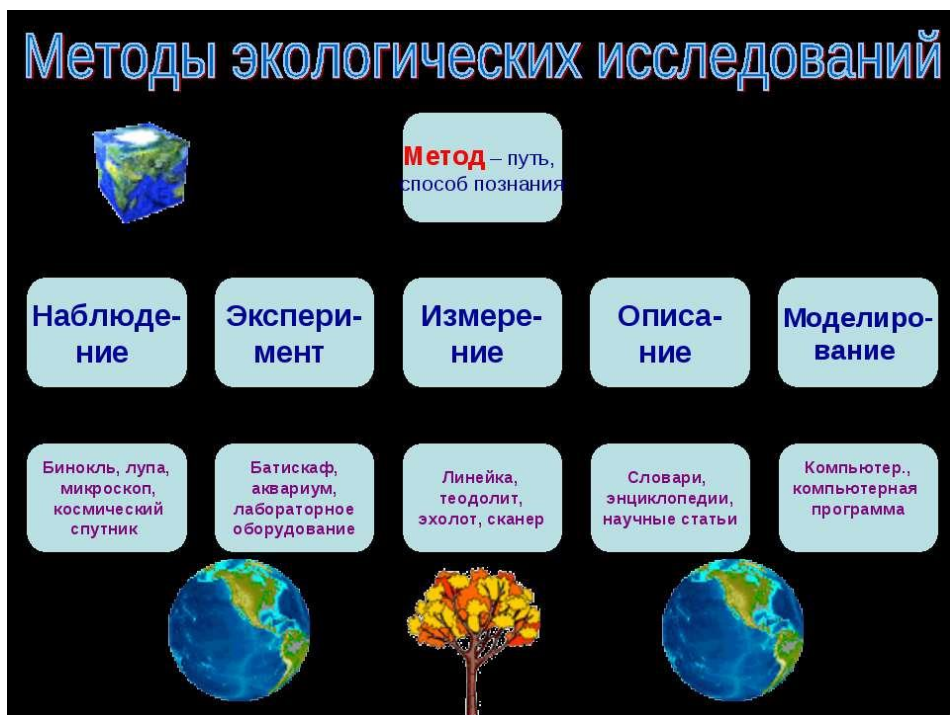 Методы экологических исследований
Метод – путь,
способ познания
Наблюде-
ние
Экспери-
мент
Измере-
ние
Описа-
ние
Моделиро-
вание
Бинокль, лупа,
микроскоп,
космический
спутник
Батискаф,
аквариум,
лабораторное
оборудование
Линейка,
теодолит,
эхолот, сканер
Словари,
энциклопедии,
научные статьи
Компьютер.,
компьютерная
программа